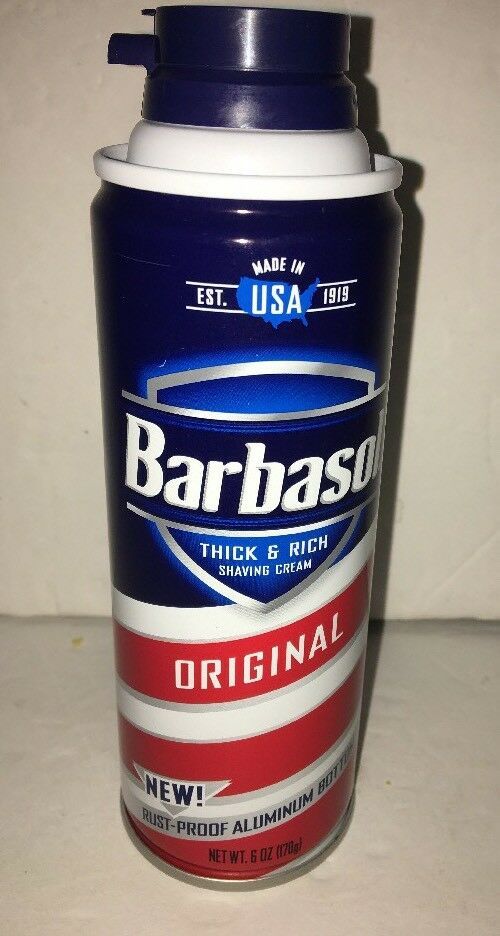 MADE IN
EST. USA 1919
Barbasol
THICK & RICH
SHAVING CREAM
ORIGINAL
NEW!
RUST-PROOF ALUMINUM BOTTOM
NET WT. 6 OZ (170g)